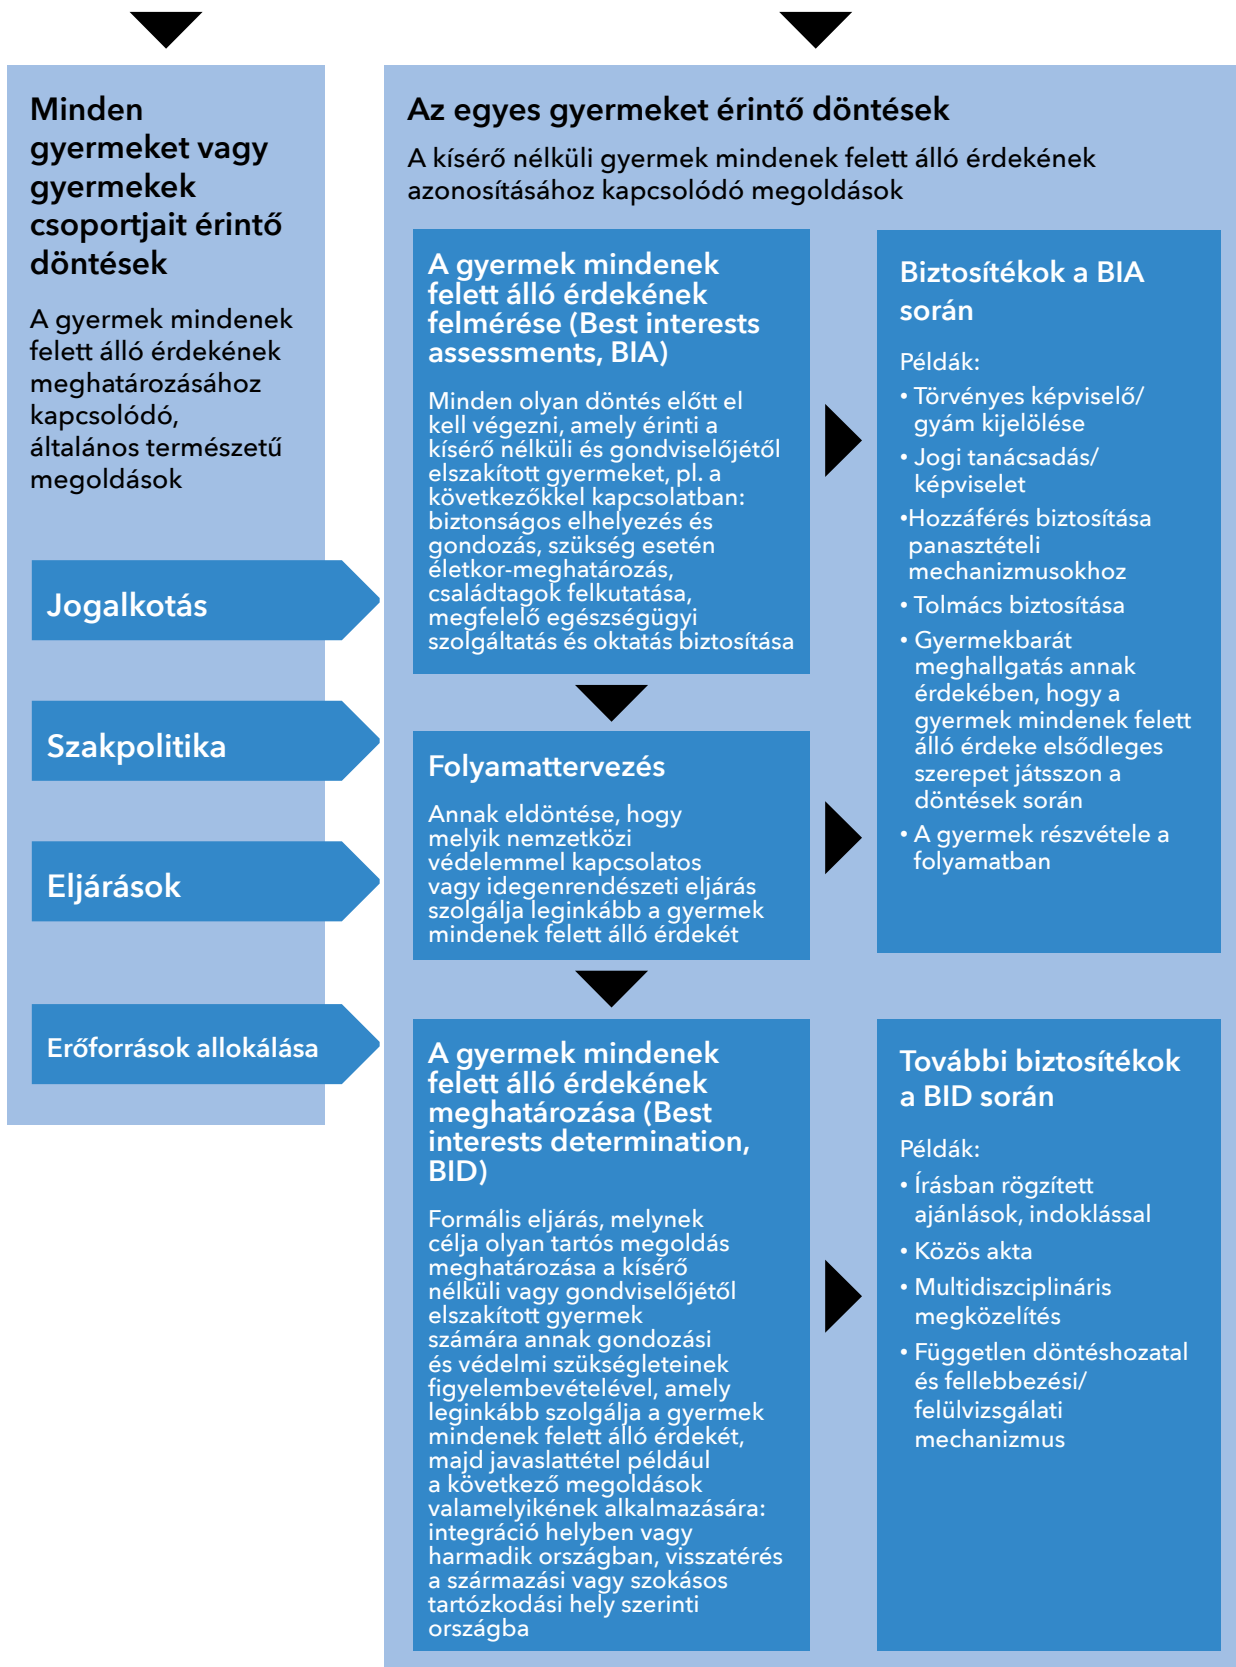 Minden
gyermeket vagy
gyermekek
csoportjait érintő
döntések
A gyermek mindenek
felett álló érdekének
meghatározásához
kapcsolódó,
általános természetű
megoldások
Jogalkotás
Szakpolitika
Eljárások
Erőforrások allokálása
Az egyes gyermeket érintő döntések
A kísérő nélküli gyermek mindenek felett álló érdekének
azonosításához kapcsolódó megoldások
A gyermek mindenek
felett álló érdekének
felmérése (Best interests
assessments, BIA)
Minden olyan döntés előtt el
kell végezni, amely érinti a
kísérő nélküli és gondviselőjétől
elszakított gyermeket, pl. a
következőkkel kapcsolatban:
biztonságos elhelyezés és
gondozás, szükség esetén
életkor-meghatározás,
családtagok felkutatása,
megfelelő egészségügyi
szolgáltatás és oktatás biztosítása
Biztosítékok a BIA
során
Példák:
• Törvényes képviselő/
gyám kijelölése
• Jogi tanácsadás/
képviselet
•Hozzáférés biztosítása
panasztételi
mechanizmusokhoz
• Tolmács biztosítása
• Gyermekbarát
meghallgatás annak
érdekében, hogy a
gyermek mindenek felett
álló érdeke elsődleges
szerepet játsszon a
döntések során
• A gyermek részvétele a
folyamatban
Folyamattervezés
Annak eldöntése, hogy
melyik nemzetközi
védelemmel kapcsolatos
vagy idegenrendészeti eljárás
szolgálja leginkább a gyermek
mindenek felett álló érdekét
A gyermek mindenek
felett álló érdekének
meghatározása (Best
interests determination,
BID)
Formális eljárás, melynek
célja olyan tartós megoldás
meghatározása a kísérő
nélküli vagy gondviselőjétől
elszakított gyermek
számára annak gondozási
és védelmi szükségleteinek
figyelembevételével, amely
leginkább szolgálja a gyermek
mindenek felett álló érdekét,
majd javaslattétel például
a következő megoldások
valamelyikének alkalmazására:
integráció helyben vagy
harmadik országban, visszatérés
a származási vagy szokásos
tartózkodási hely szerinti
országba
További biztosítékok
a BID során
Példák:
• Írásban rögzített
ajánlások, indoklással
• Közös akta
• Multidiszciplináris
megközelítés
• Független döntéshozatal
és fellebbezési/
felülvizsgálati
mechanizmus